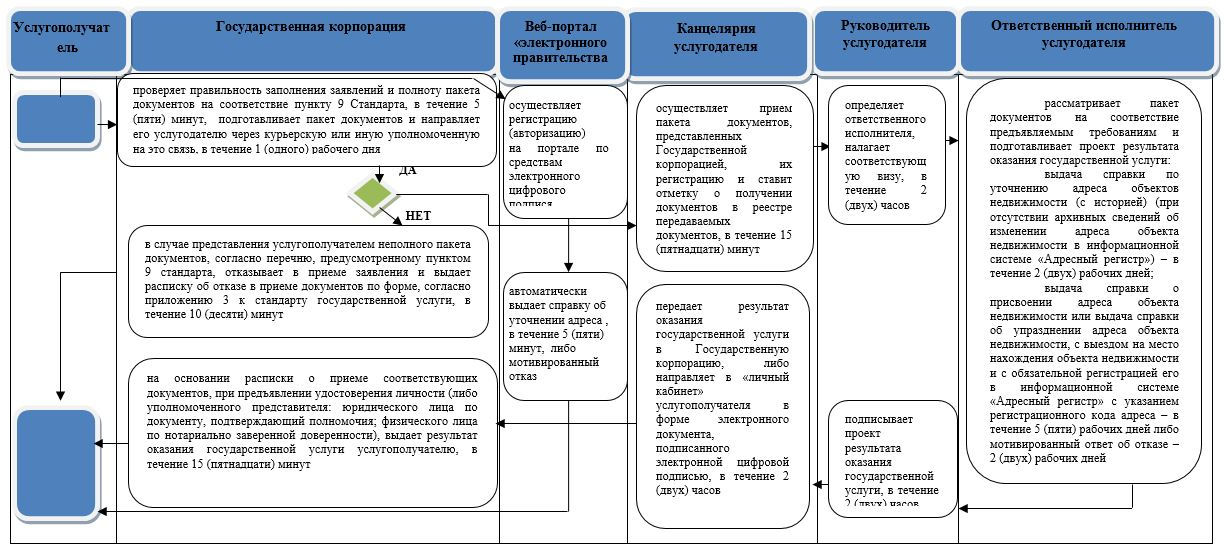 Услугополучат
ель
Государственная корпорация
Веб-портал
«электронного
правительства
Канцелярия
услугодателя
Руководитель
услугодателя
Ответственный исполнитель
услугодателя
проверяет правильность заполнения заявлений и полноту пакета
документов на соответствие пункту 9 Стандарта, в течение 5
(пяти) минут, подготавливает пакет документов и направляет
его услугодателю через курьерскую или иную уполномоченную
на это связь, в течение 1 (одного) рабочего дня
ДА
НЕТ
в случае представления услугополучателем неполного пакета
документов, согласно перечню, предусмотренному пунктом
9 стандарта, отказывает в приеме заявления и выдает
расписку об отказе в приеме документов по форме, согласно
приложению 3 к стандарту государственной услуги, в
течение 10 (десяти) минут
на основании расписки о приеме соответствующих
документов, при предъявлении удостоверения личности (либо
уполномоченного представителя: юридического лица по
документу, подтверждающий полномочия; физического лица
по нотариально заверенной доверенности), выдает результат
оказания государственной услуги услугополучателю, в
течение 15 (пятнадцати) минут
осуществляет
регистрацию
(авторизацию)
на портале по
средствам
электронного
цифрового
подписи
автоматически
выдает справку об
уточнении адреса ,
в течение 5 (пяти)
минут, либо
мотивированный
отказ
осуществляет прием
пакета документов,
представленных
Государственной
корпорацией, их
регистрацию и ставит
отметку о получении
документов в реестре
передаваемых
документов, в течение 15
(пятнадцати) минут
передает результат
оказания
государственной услуги
в Государственную
корпорацию, либо
направляет в «личный
кабинет»
услугополучателя в
форме электронного
документа,
подписанного
электронной цифровой
подписью, в течение 2
(двух) часов
определяет
ответственного
исполнителя,
налагает
соответствующ
ую визу, в
течение 2
(двух) часов
подписывает
проект
результата
оказания
государственной
услуги, в течение
2 (двух) часов
рассматривает пакет
документов на соответствие
предъявляемым требованиям и
подготавливает проект результата
оказания государственной услуги:
выдача справки по
уточнению адреса объектов
недвижимости (с историей) (при
отсутствии архивных сведений об
изменении адреса объекта
недвижимости в информационной
системе «Адресный регистр») – в
течение 2 (двух) рабочих дней;
выдача справки о
присвоении адреса объекта
недвижимости или выдача справки
об упразднении адреса объекта
недвижимости, с выездом на место
нахождения объекта недвижимости
и с обязательной регистрацией его
в информационной системе
«Адресный регистр» с указанием
регистрационного кода адреса – в
течение 5 (пяти) рабочих дней либо
мотивированный ответ об отказе –
2 (двух) рабочих дней